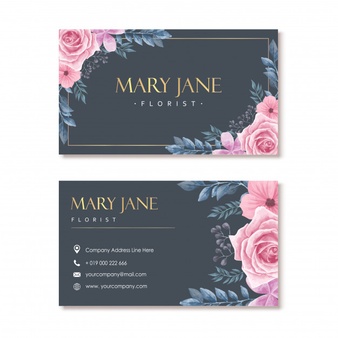 MARY JANE
• FLORIST •
MARY JANE
FLORIST
Company Address Line Here
+ 019 000 222 666
yourcompany@mail.com
www.yourcompany.com